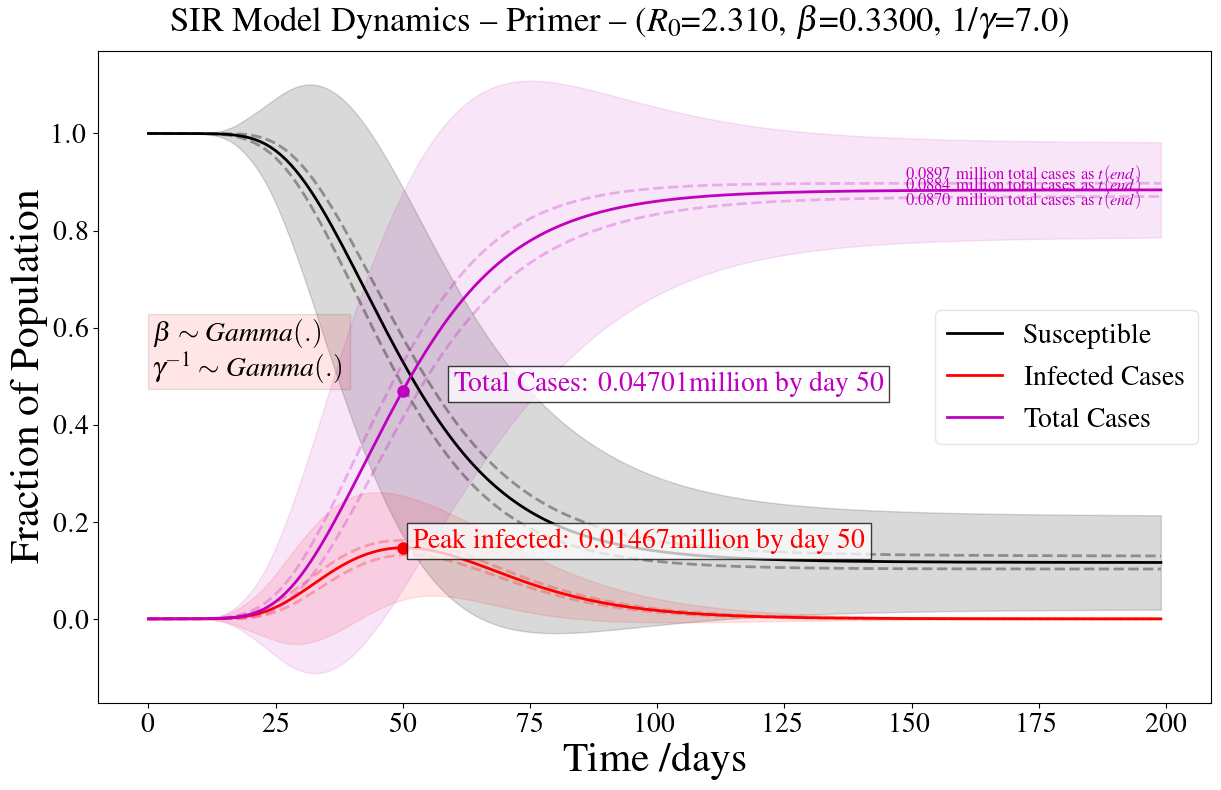 SIR Model Dynamics – Primer – (R₀=2.310, β=0.3300, 1/γ=7.0)
Fraction of Population
1.0
0.8
0.6
0.4
0.2
0.0
0.0897 million total cases as t(end)
0.0884 million total cases as t(end)
0.0870 million total cases as t(end)
β ∼ Gamma(.)
γ⁻¹ ∼ Gamma(.)
Susceptible
Infected Cases
Total Cases
Total Cases: 0.04701million by day 50
Peak infected: 0.01467million by day 50
0 25 50 75 100 125 150 175 200
Time /days